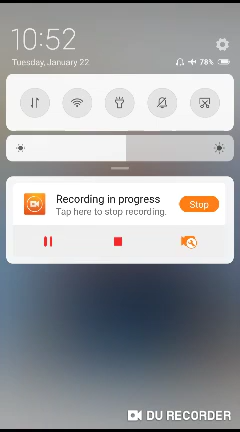 10:52
Tuesday, January 22
78%
Recording in progress
Stop
Tap here to stop recording.
DU RECORDER